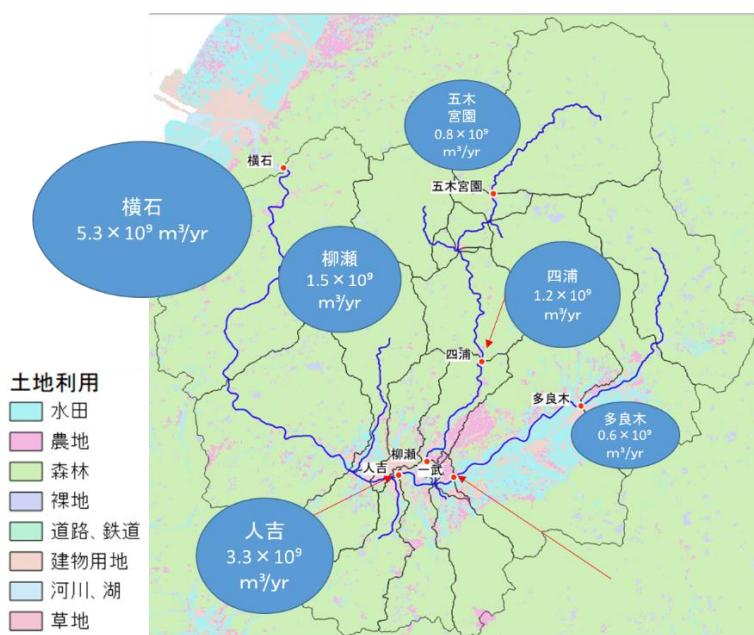 五木
宮園
0.8×10⁹
m³/yr
横石
五木宮園
横石
5.3×10⁹ m³/yr
柳瀬
1.5×10⁹
m³/yr
四浦
1.2×10⁹
m³/yr
四浦
多良木
多良木
0.6×10⁹
m³/yr
柳瀬
人吉
一武
人吉
3.3×10⁹
m³/yr
土地利用
水田
農地
森林
裸地
道路、鉄道
建物用地
河川、湖
草地